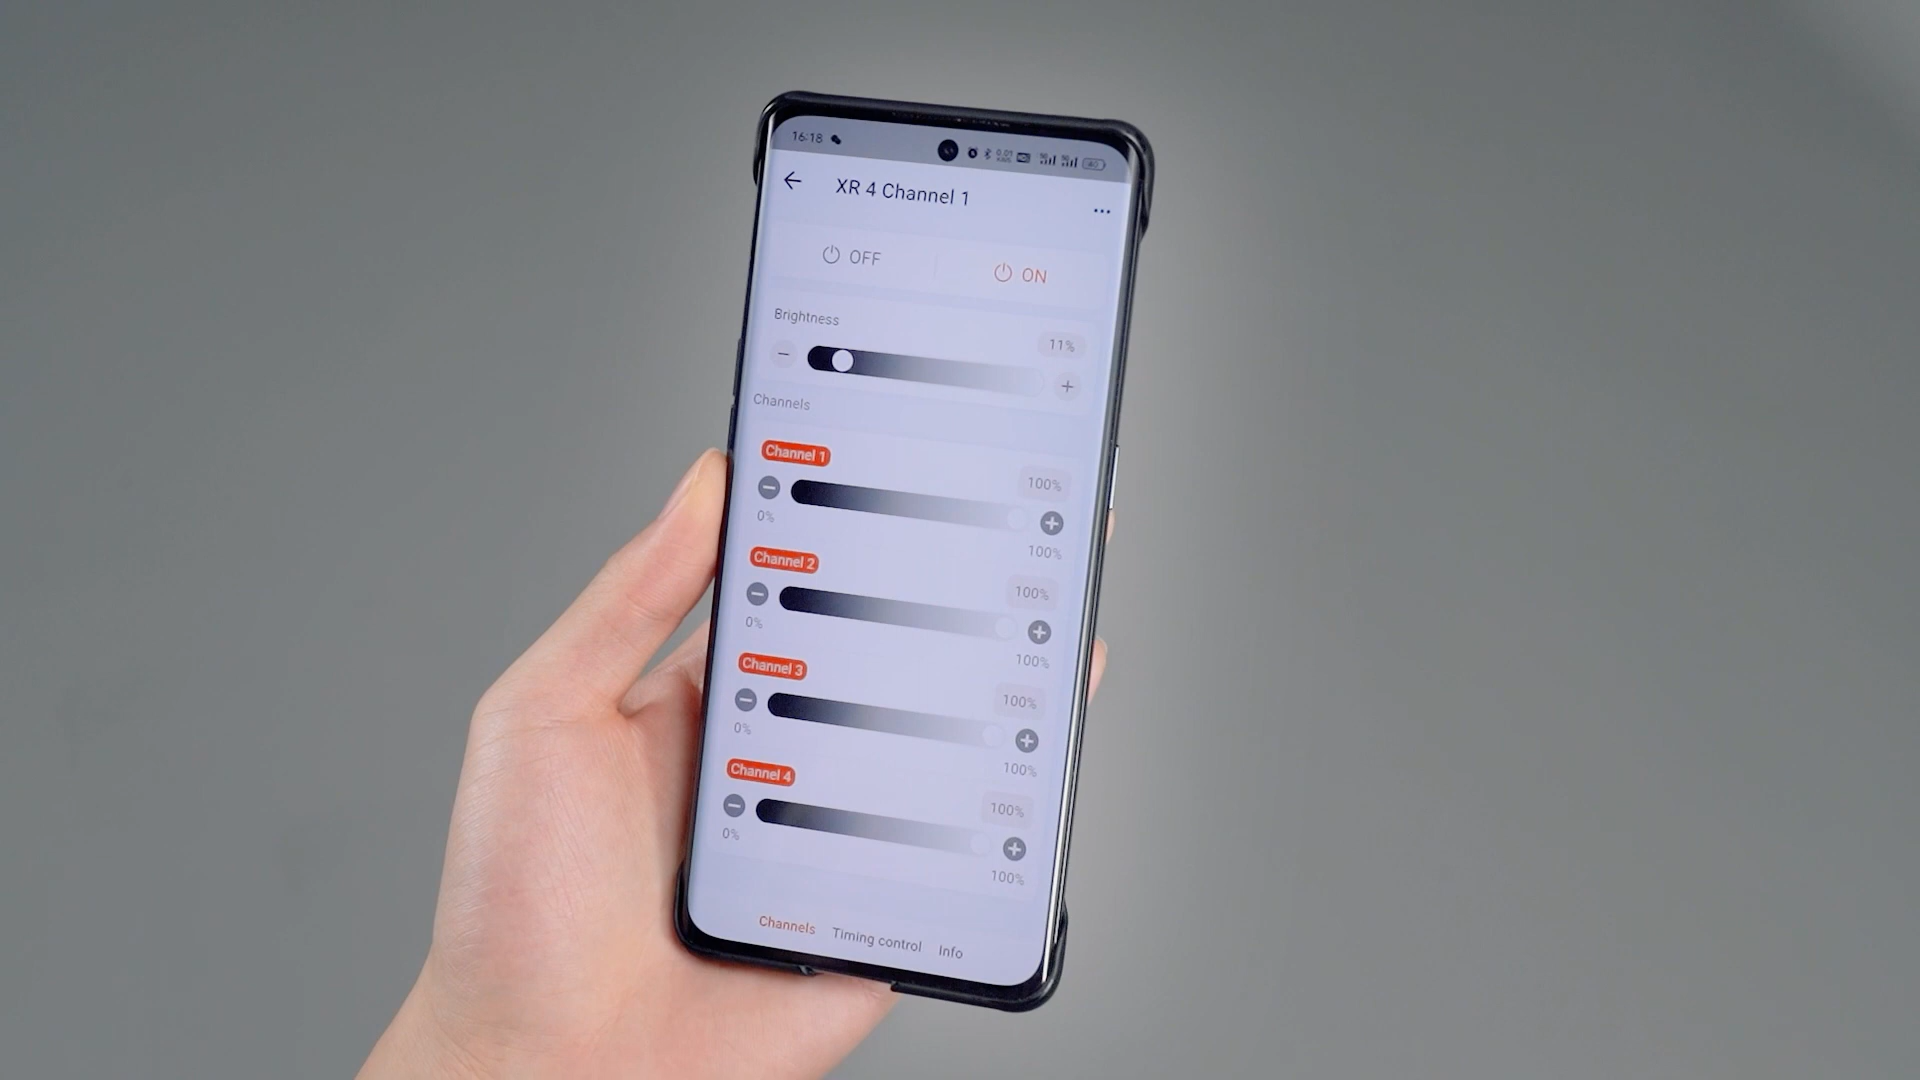 16:18
XR 4 Channel 1
OFF
ON
Brightness
11%
Channels
Channel 1
100%
0%
100%
Channel 2
100%
0%
100%
Channel 3
100%
0%
100%
Channel 4
100%
0%
100%
Channels Timing control Info